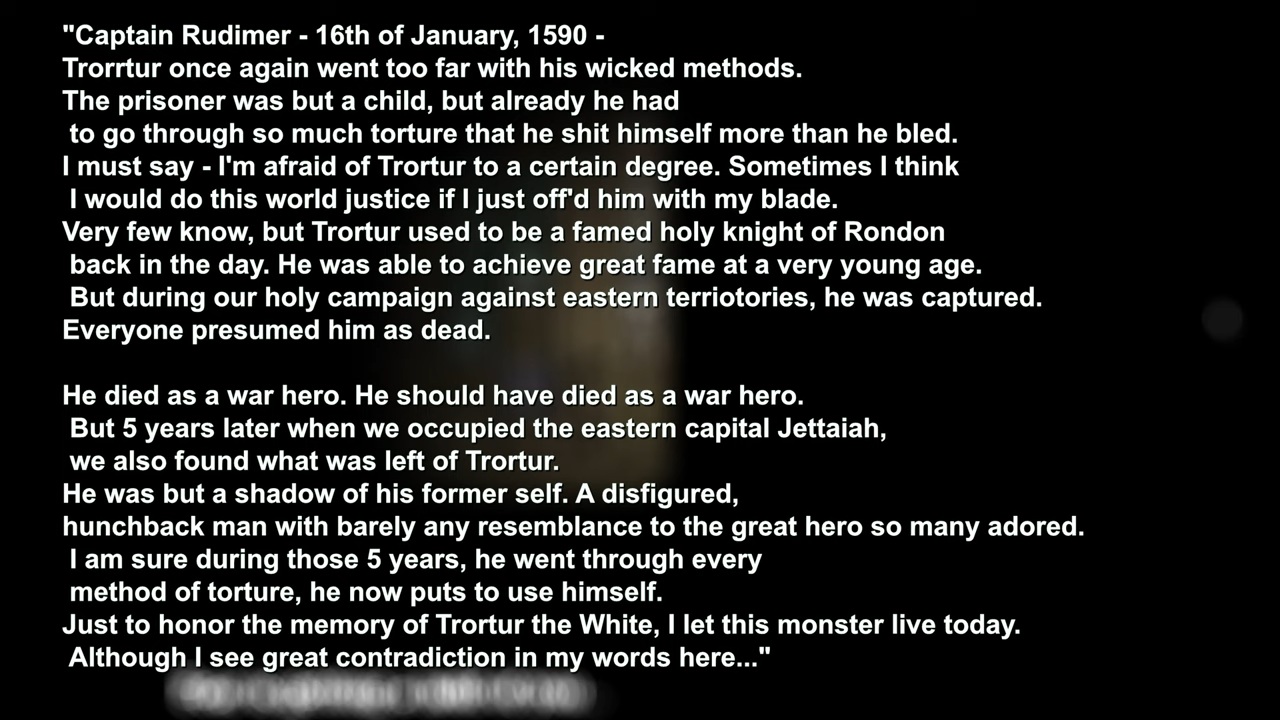 "Captain Rudimer - 16th of January, 1590 -
Trorrtur once again went too far with his wicked methods.
The prisoner was but a child, but already he had
to go through so much torture that he shit himself more than he bled.
I must say - I'm afraid of Trortur to a certain degree. Sometimes I think
I would do this world justice if I just off'd him with my blade.
Very few know, but Trortur used to be a famed holy knight of Rondon
back in the day. He was able to achieve great fame at a very young age.
But during our holy campaign against eastern terriotories, he was captured.
Everyone presumed him as dead.

He died as a war hero. He should have died as a war hero.
But 5 years later when we occupied the eastern capital Jettaiah,
we also found what was left of Trortur.
He was but a shadow of his former self. A disfigured,
hunchback man with barely any resemblance to the great hero so many adored.
I am sure during those 5 years, he went through every
method of torture, he now puts to use himself.
Just to honor the memory of Trortur the White, I let this monster live today.
Although I see great contradiction in my words here..."